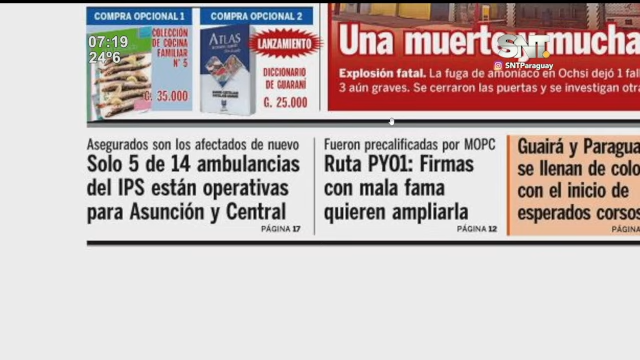 COMPRA OPCIONAL 1
COMPRA OPCIONAL 2
07:19
24°6
COLECCIÓN
DE COCINA
FAMILIAR
N° 5
35.000
ATLAS
LANZAMIENTO
DICCIONARIO
DE GUARANÍ
G. 25.000
Una muerte
mucha
SNT
SNTParaguay
Explosión fatal. La fuga de amoníaco en Ochsi dejó 1 fa
3 aún graves. Se cerraron las puertas y se investigan otra
Asegurados son los afectados de nuevo
Solo 5 de 14 ambulancias
del IPS están operativas
para Asunción y Central
PÁGINA 17
Fueron precalificadas por MOPC
Ruta PY01: Firmas
con mala fama
quieren ampliarla
PÁGINA 12
Guairá y Paragua
se llenan de colo
con el inicio de
esperados corsos
PÁGINA